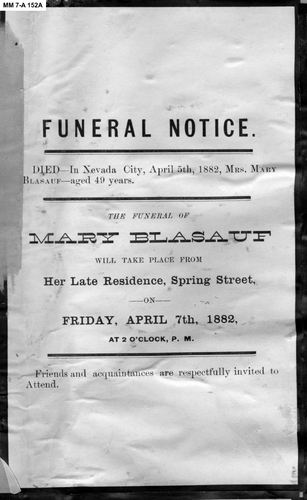 MM 7-A 152A
FUNERAL NOTICE.
DIED—In Nevada City, April 5th, 1882, MRS. MARY
BLASAUF—aged 49 years.
THE FUNERAL OF
MARY BLASAUF
WILL TAKE PLACE FROM
Her Late Residence, Spring Street,
—ON—
FRIDAY, APRIL 7th, 1882,
AT 2 O'CLOCK, P. M.
Friends and acquaintances are respectfully invited to
Attend.